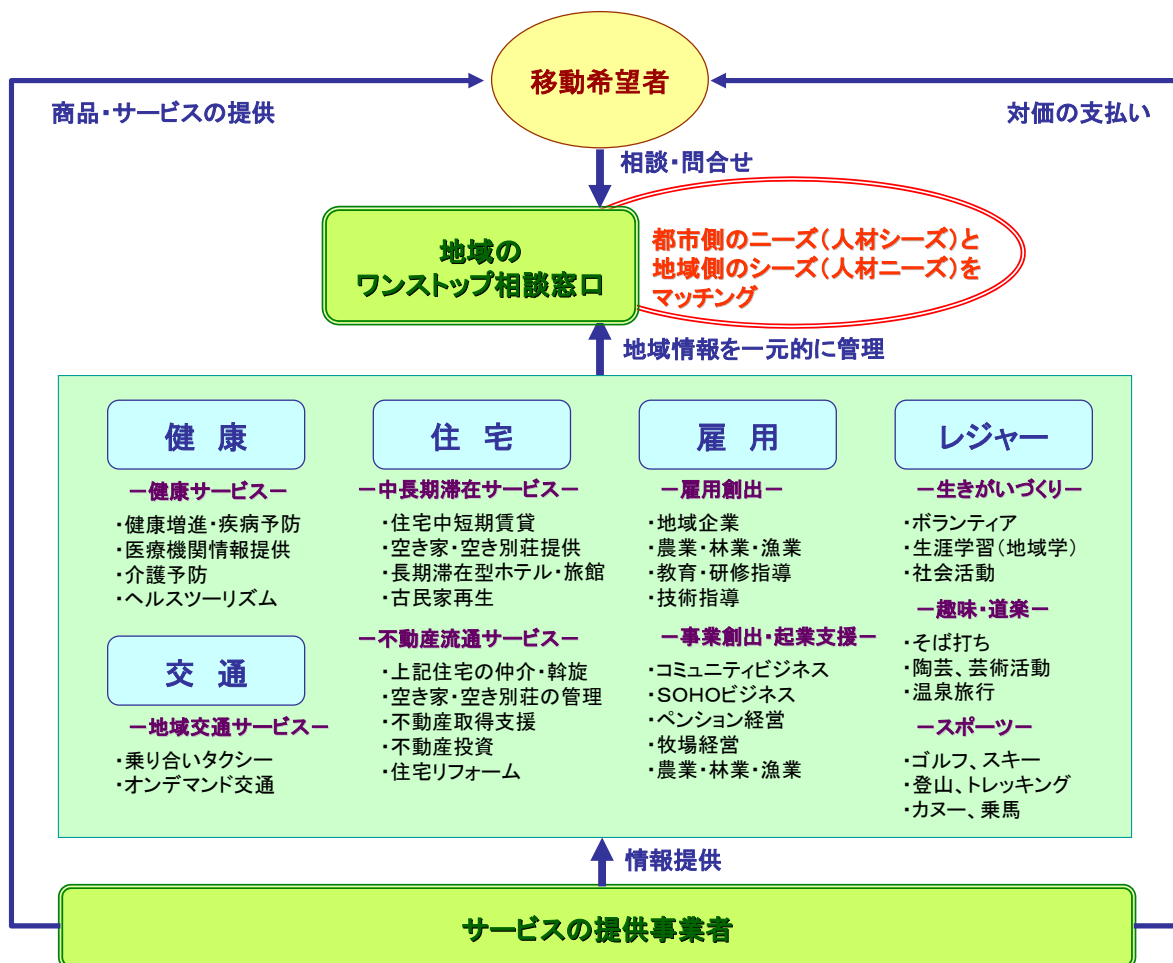 移動希望者
商品・サービスの提供
対価の支払い
相談・問合せ
地域の
ワンストップ相談窓口
都市側のニーズ(人材シーズ)と
地域側のシーズ(人材ニーズ)を
マッチング
地域情報を一元的に管理
健 康
－健康サービス－
・健康増進・疾病予防
・医療機関情報提供
・介護予防
・ヘルスツーリズム
交 通
－地域交通サービス－
・乗り合いタクシー
・オンデマンド交通
住 宅
－中長期滞在サービス－
・住宅中短期賃貸
・空き家・空き別荘提供
・長期滞在型ホテル・旅館
・古民家再生
－不動産流通サービス－
・上記住宅の仲介・斡旋
・空き家・空き別荘の管理
・不動産取得支援
・不動産投資
・住宅リフォーム
雇 用
－雇用創出－
・地域企業
・農業・林業・漁業
・教育・研修指導
・技術指導
－事業創出・起業支援－
・コミュニティビジネス
・SOHOビジネス
・ペンション経営
・牧場経営
・農業・林業・漁業
レジャー
－生きがいづくり－
・ボランティア
・生涯学習(地域学)
・社会活動
－趣味・道楽－
・そば打ち
・陶芸、芸術活動
・温泉旅行
－スポーツ－
・ゴルフ、スキー
・登山、トレッキング
・カヌー、乗馬
情報提供
サービスの提供事業者